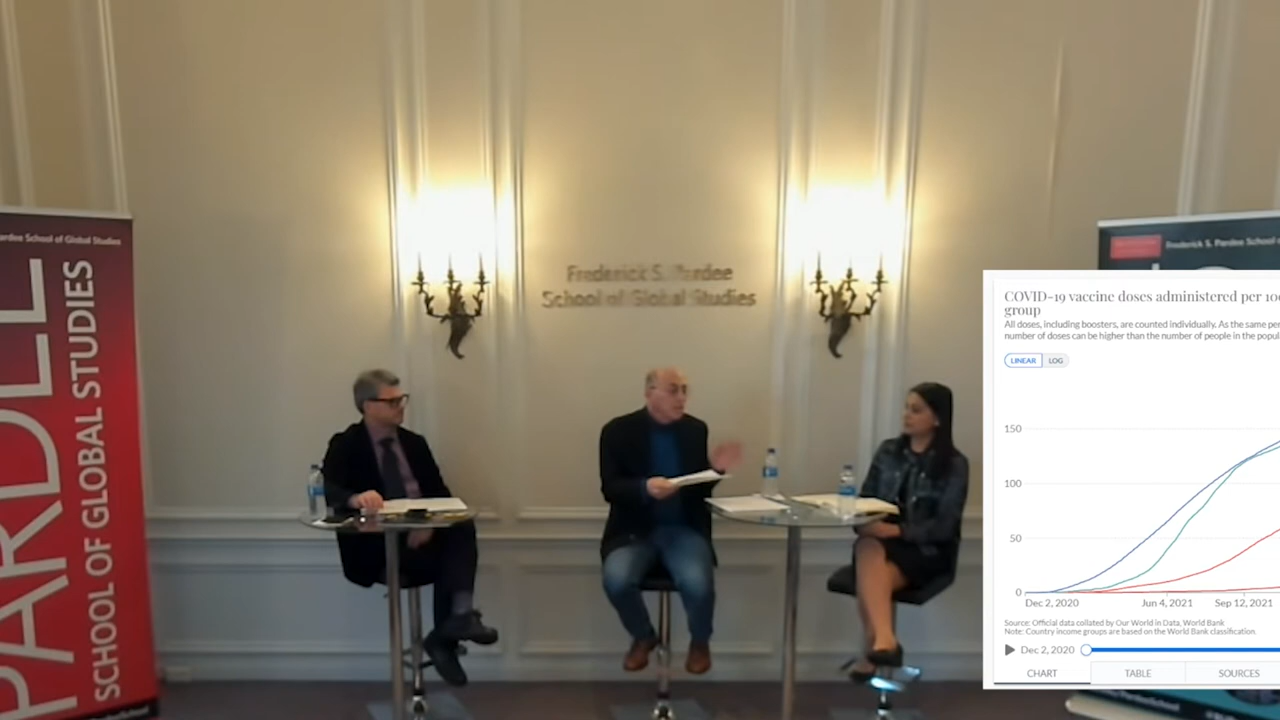 Pardee School of Global Studies
PARDEE
SCHOOL OF GLOBAL STUDIES
Frederick S. Pardee
School of Global Studies
Frederick S. Pardee School
COVID-19 vaccine doses administered per 10
group
All doses, including boosters, are counted individually. As the same per
number of doses can be higher than the number of people in the popul
LINEAR LOG
150
100
50
0
Dec 2, 2020 Jun 4, 2021 Sep 12, 2021
Source: Official data collated by Our World in Data, World Bank
Note: Country income groups are based on the World Bank classification.
Dec 2, 2020
CHART TABLE SOURCES